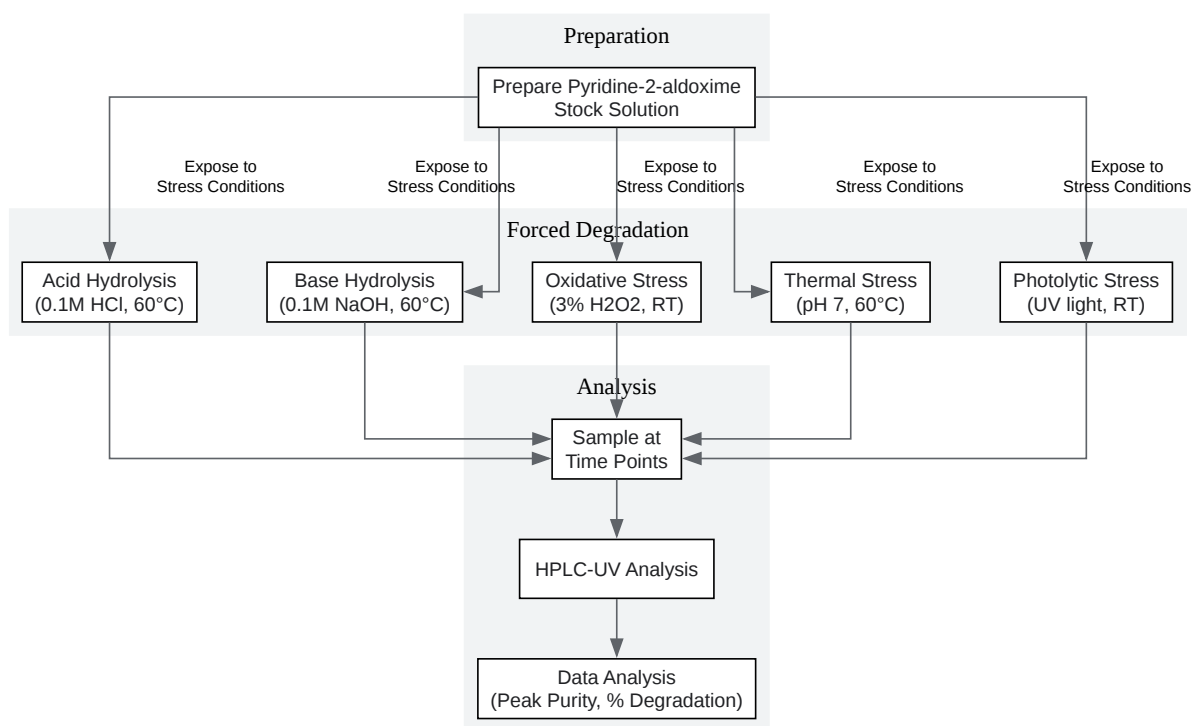 Preparation
Prepare Pyridine-2-aldoxime
Stock Solution
Expose to
Stress Conditions
Expose to
Stress Conditions
Expose to
Stress Conditions
Expose to
Stress Conditions
Expose to
Stress Conditions
Forced Degradation
Acid Hydrolysis
(0.1M HCl, 60°C)
Base Hydrolysis
(0.1M NaOH, 60°C)
Oxidative Stress
(3% H2O2, RT)
Thermal Stress
(pH 7, 60°C)
Photolytic Stress
(UV light, RT)
Analysis
Sample at
Time Points
HPLC-UV Analysis
Data Analysis
(Peak Purity, % Degradation)